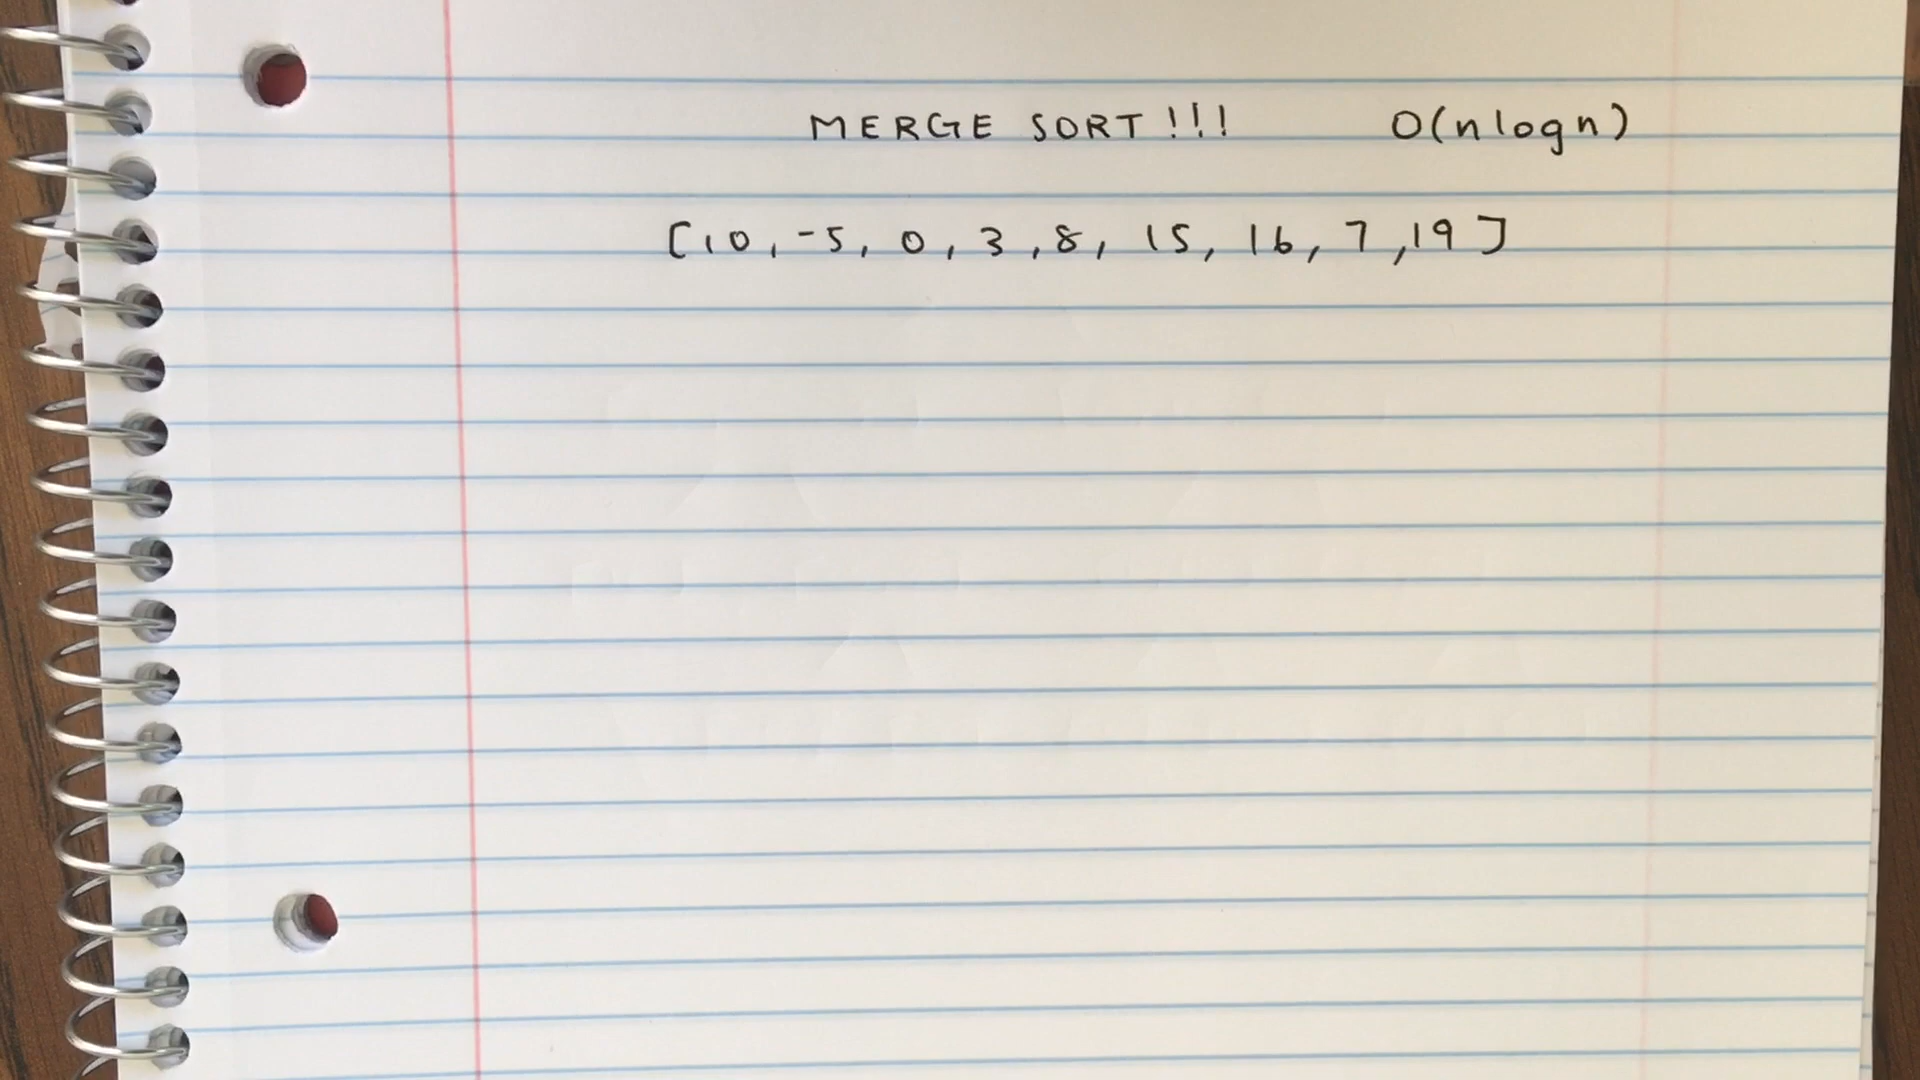 MERGE SORT!!! O(nlogn)
[10, -5, 0, 3, 8, 15, 16, 7, 19]